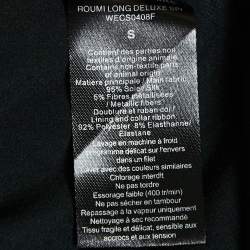 ROUMI LONG DELUXE
WECS0408F
S
Contient des parties non
textiles d'origine animale
Contains non-textile parts
of animal origin
Matière principale / Main fabric
95% Soie/ Silk
5% Fibres métallisées
/ Metallic fibers
Doublure et ruban col /
Lining and collar ribbon
92% Polyester 8% Elasthanne/
Elastane
Lavage en machine à froid
Programme délicat sur l'envers
dans un filet
Laver avec des couleurs similaires
Chlorage interdit
Ne pas tordre
Essorage faible (400 tr/min)
Ne pas sécher en tambour
Repassage à la vapeur uniquement
Nettoyage à sec recommandé
Tissu fragile et délicat, sensible aux
accrocs et aux torsion